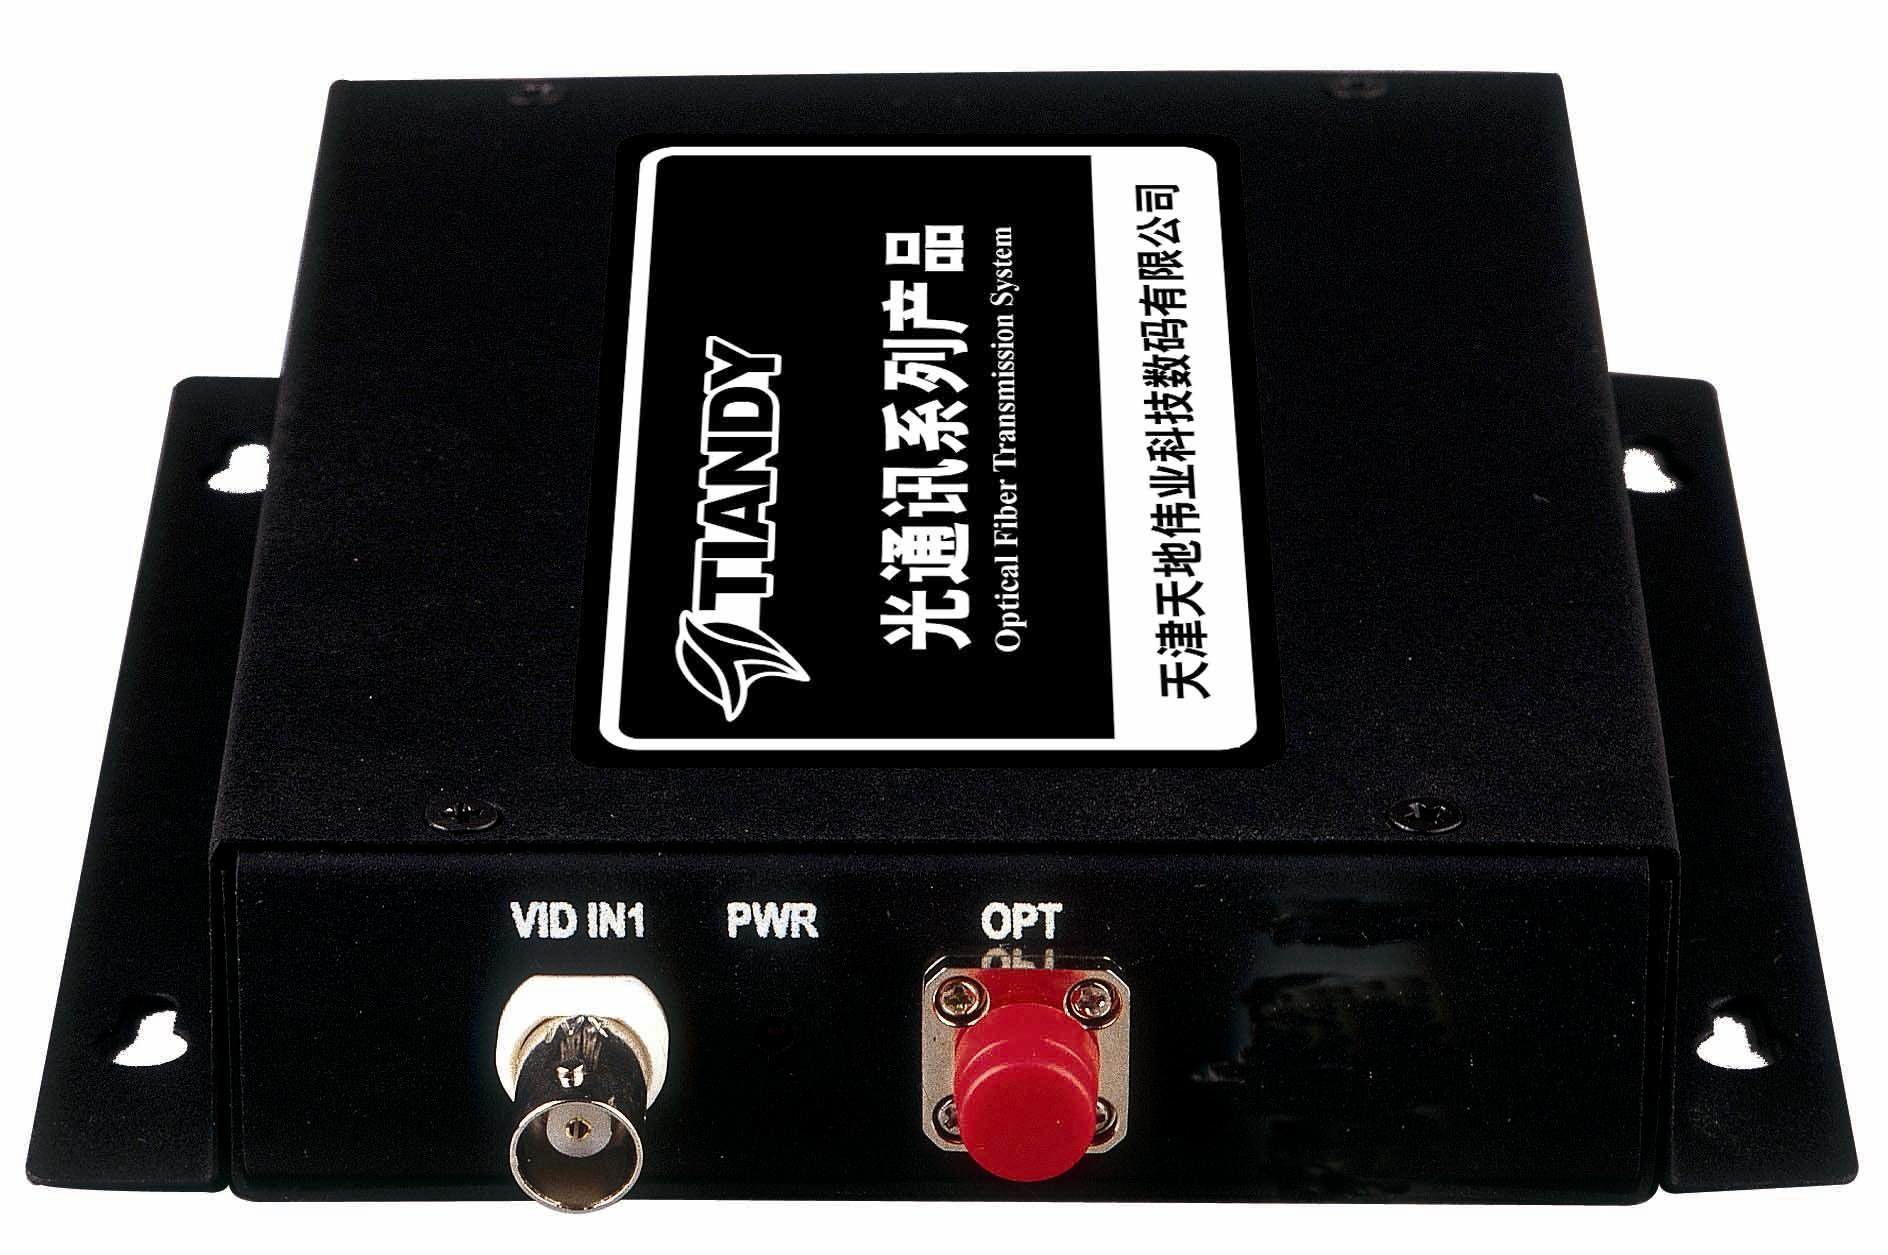 TIANDY
光通讯系列产品
Optical Fiber Transmission System
天津天地伟业科技数码有限公司
VID IN1
PWR
OPT